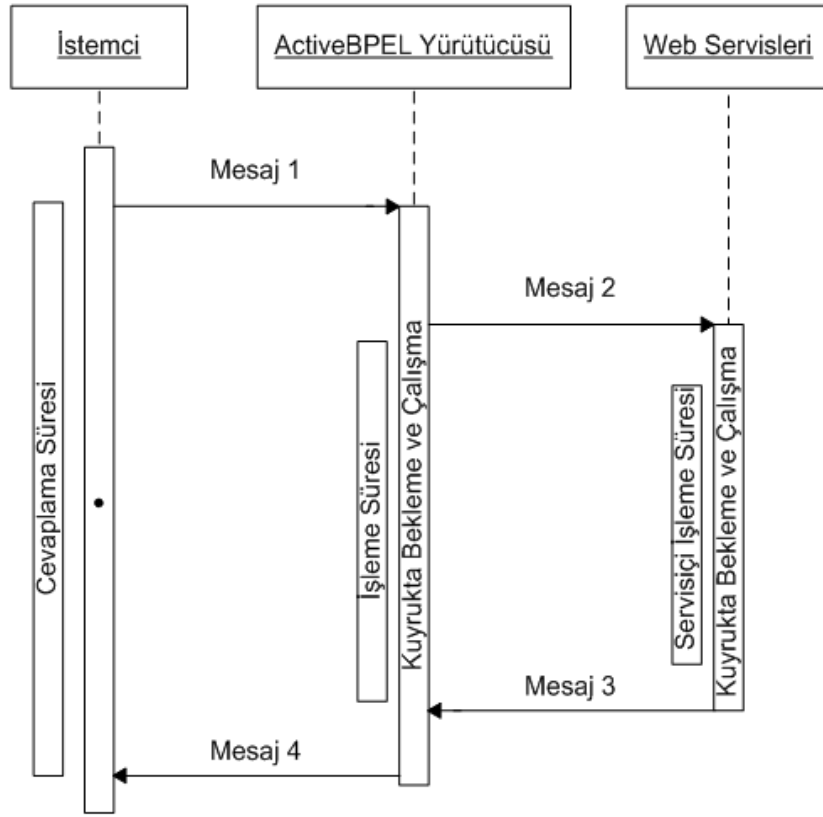 İstemci
ActiveBPEL Yürütücüsü
Web Servisleri
Mesaj 1
Mesaj 2
Cevaplama Süresi
İşleme Süresi
Kuyrukta Bekleme ve Çalışma
Servisiçi İşleme Süresi
Kuyrukta Bekleme ve Çalışma
Mesaj 3
Mesaj 4